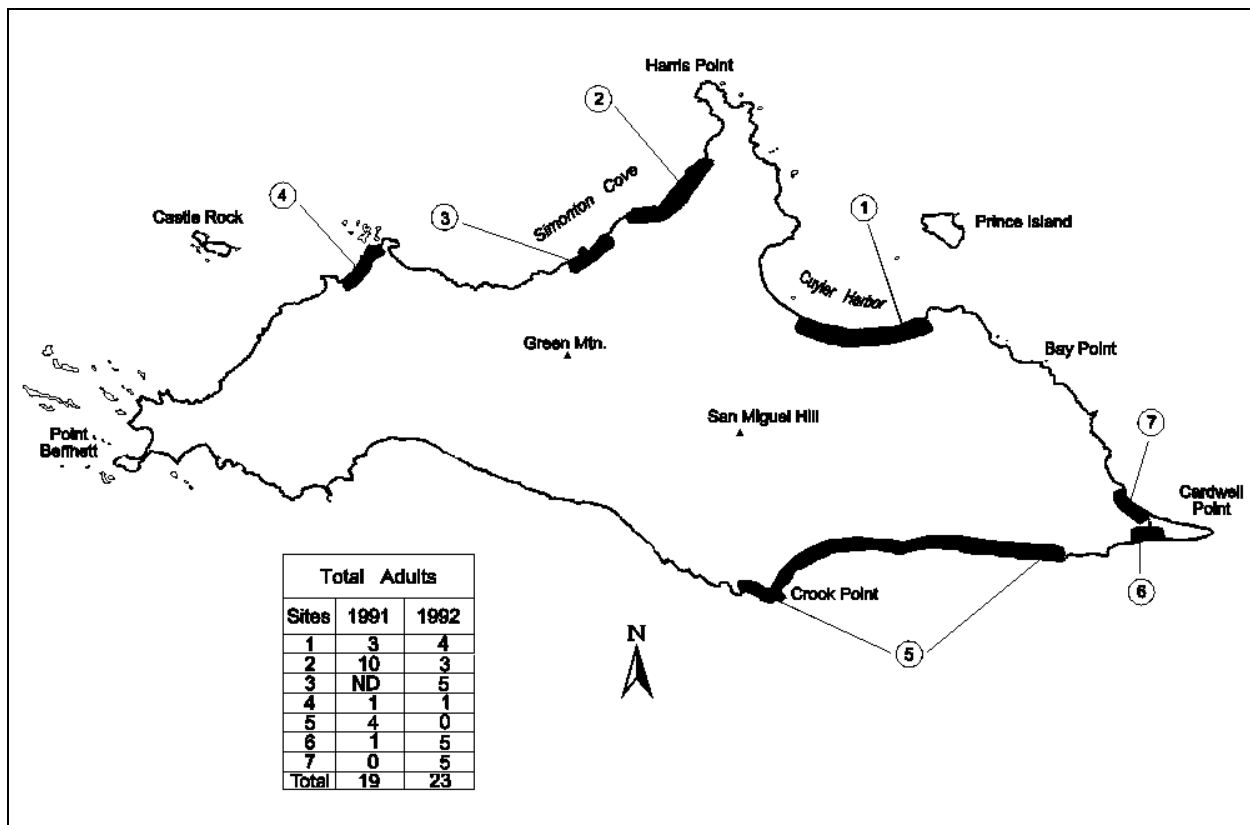 Harris Point
2
Simonton Cove
4
3
Castle Rock
1
Prince Island
Cuyler Harbor
Green Mtn.
Bay Point
San Miguel Hill
Point
7
Cardwell
Point
Crook Point
6
5
N
Total Adults
Sites 1991 1992
1 3 4
2 10 3
3 ND 5
4 1 1
5 4 0
6 1 5
7 0 5
Total 19 23